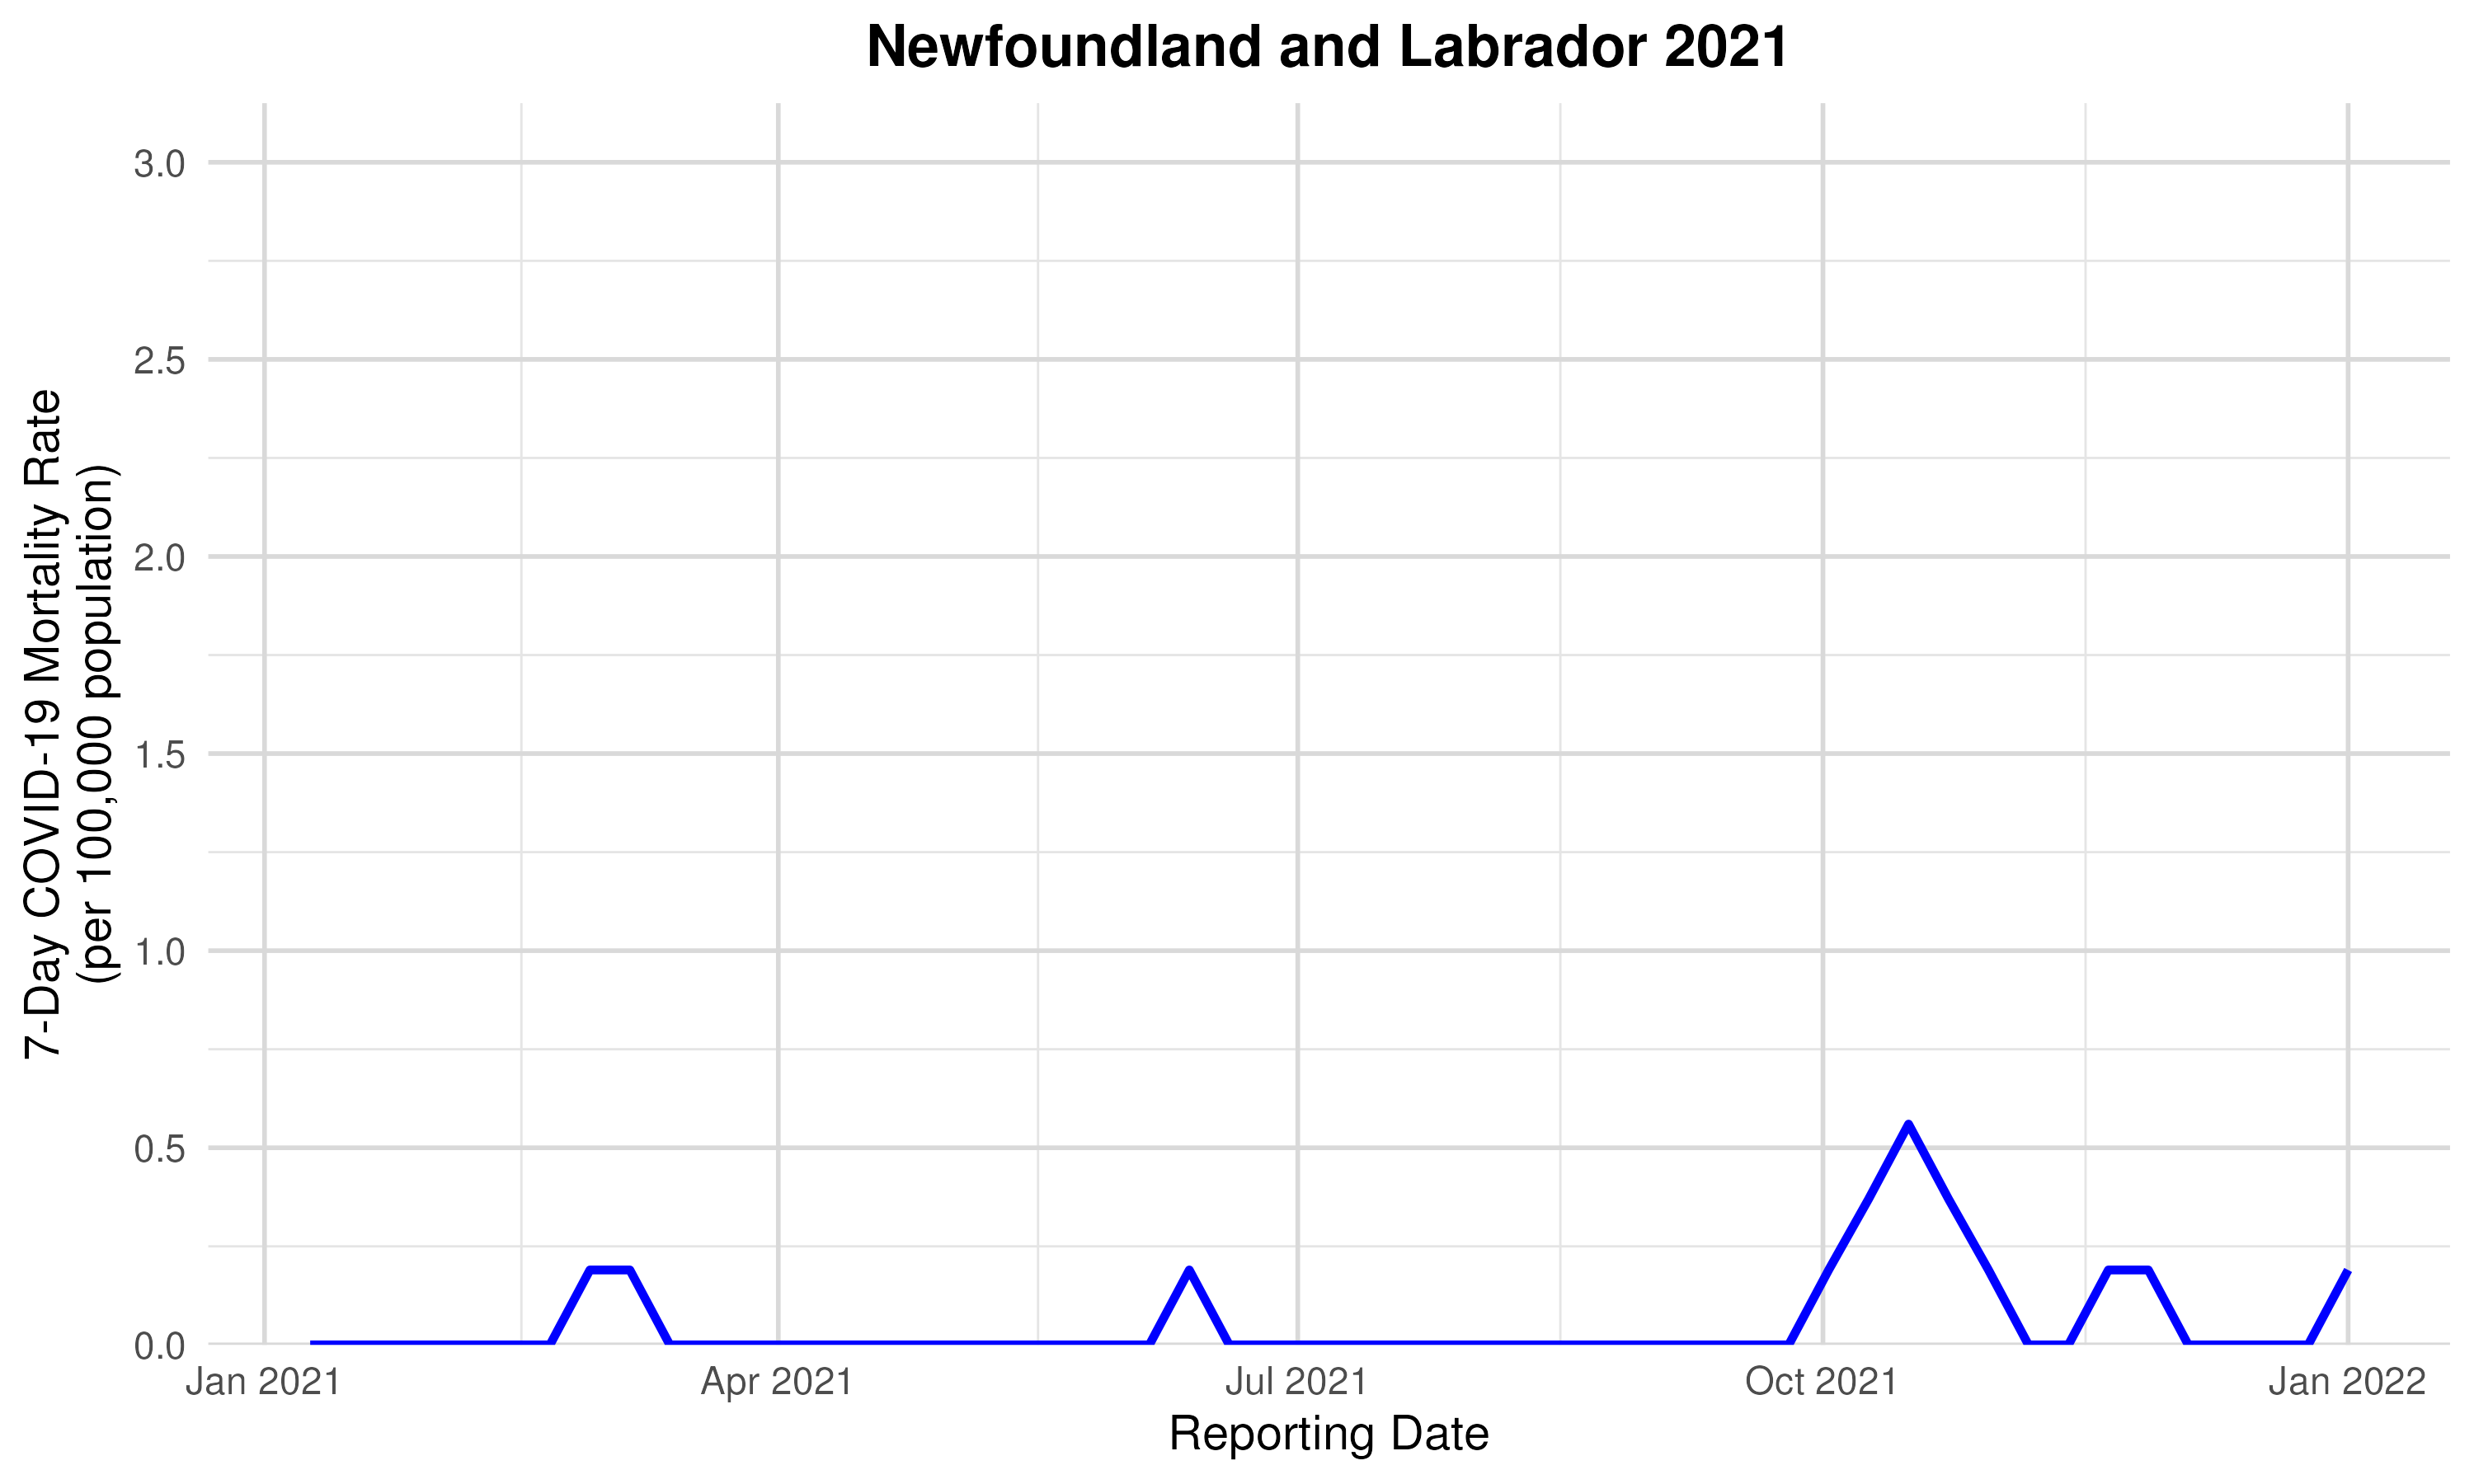 Newfoundland and Labrador 2021
7-Day COVID-19 Mortality Rate
(per 100,000 population)
3.0
2.5
2.0
1.5
1.0
0.5
0.0
Jan 2021
Apr 2021
Jul 2021
Oct 2021
Jan 2022
Reporting Date